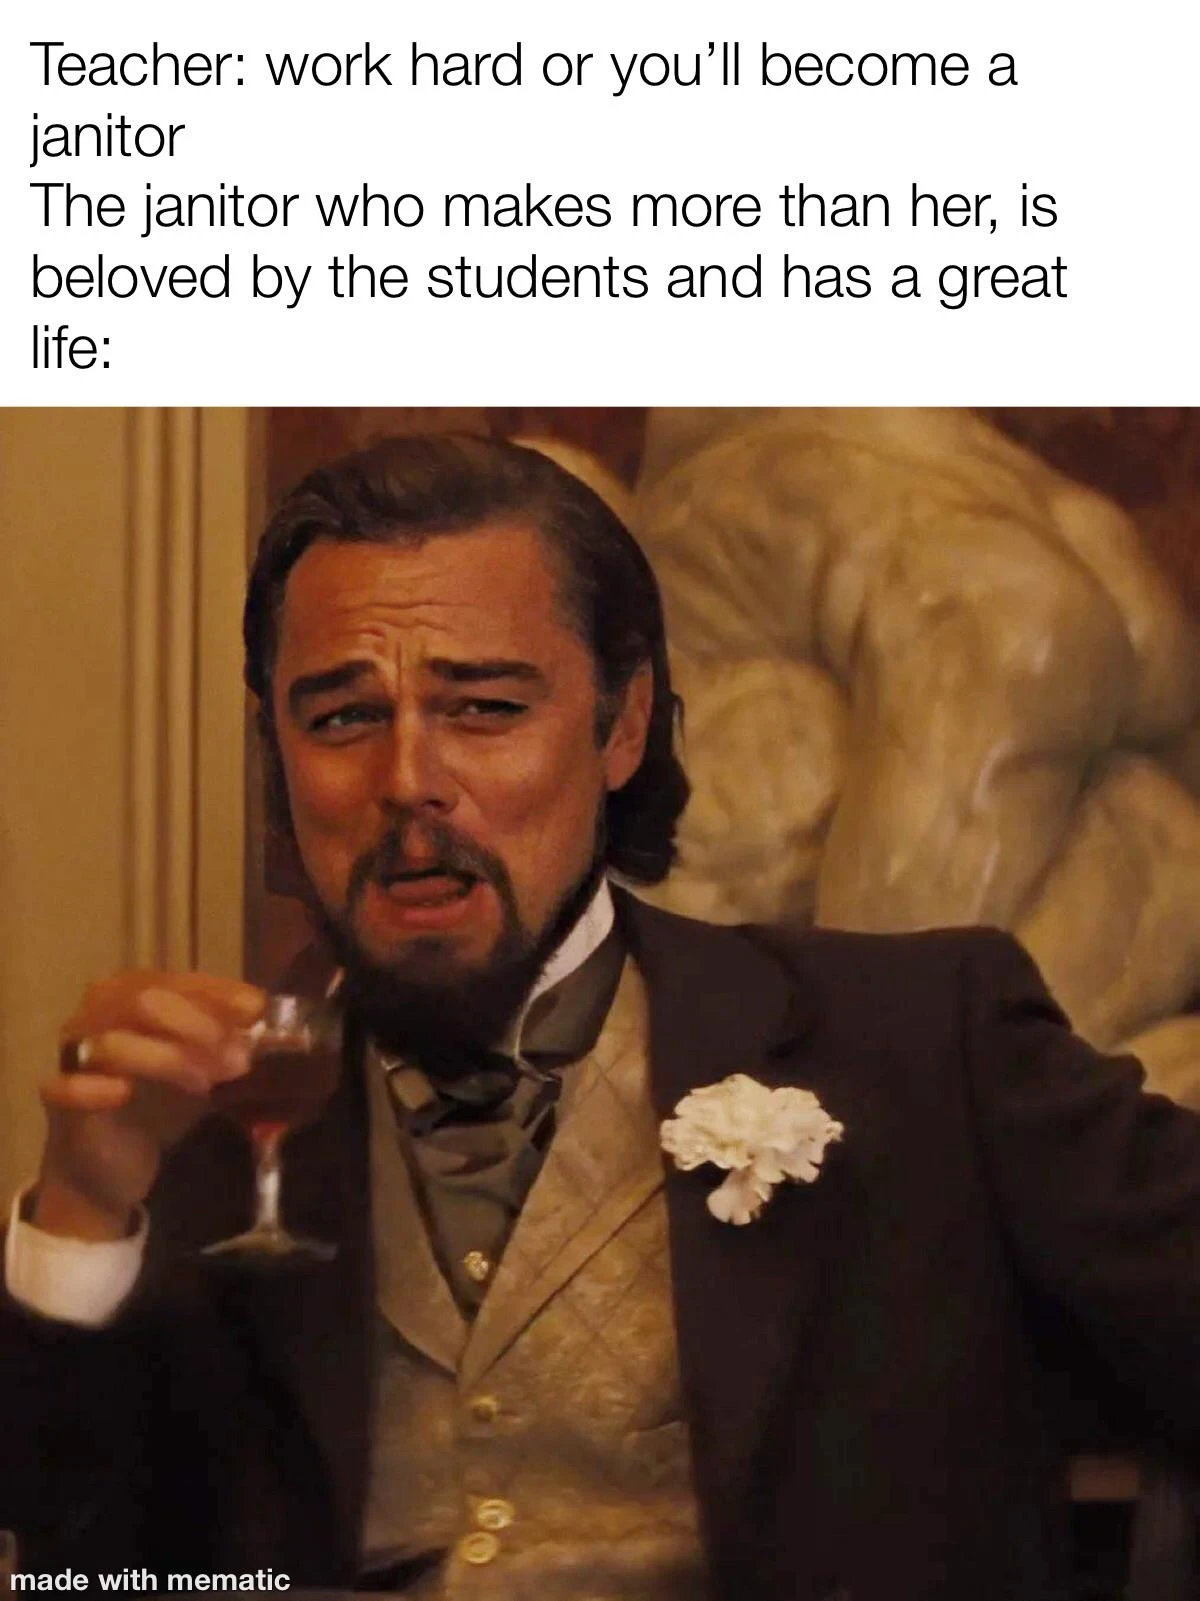 Teacher: work hard or you’ll become a
janitor
The janitor who makes more than her, is
beloved by the students and has a great
life:
made with mematic